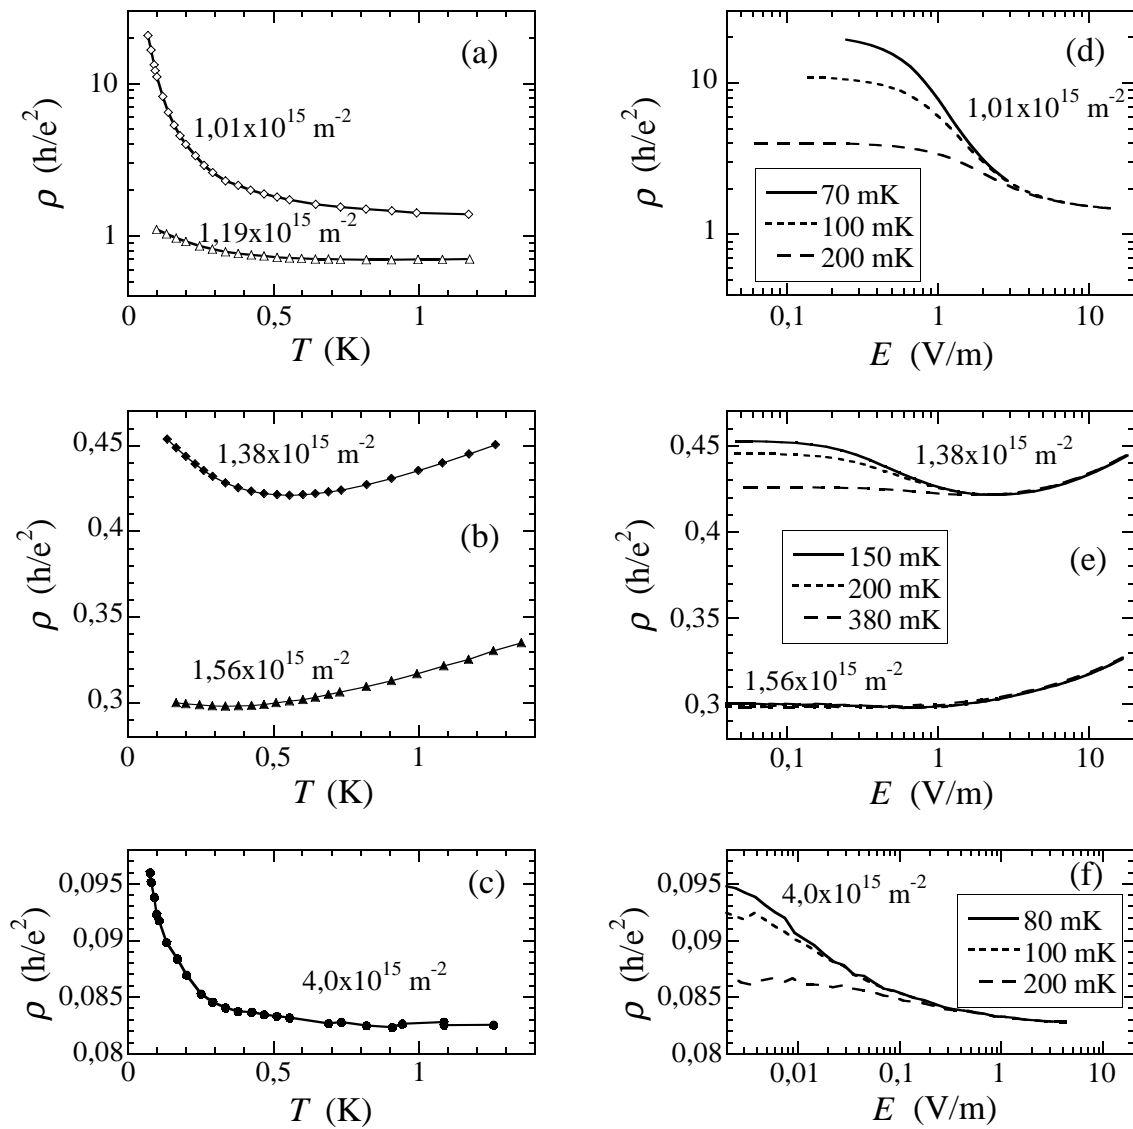 (a)
10
1
ρ (h/e²)
1,01x10¹⁵ m⁻²
1,19x10¹⁵ m⁻²
0 0,5 1
T (K)
(d)
10
1
ρ (h/e²)
1,01x10¹⁵ m⁻²
70 mK
100 mK
200 mK
0,1 1 10
E (V/m)
(b)
0,45
0,4
0,35
0,3
ρ (h/e²)
1,38x10¹⁵ m⁻²
1,56x10¹⁵ m⁻²
0 0,5 1
T (K)
(e)
0,45
0,4
0,35
0,3
ρ (h/e²)
1,38x10¹⁵ m⁻²
150 mK
200 mK
380 mK
1,56x10¹⁵ m⁻²
0,1 1 10
E (V/m)
(c)
0,095
0,09
0,085
0,08
ρ (h/e²)
4,0x10¹⁵ m⁻²
0 0,5 1
T (K)
(f)
0,095
0,09
0,085
0,08
ρ (h/e²)
4,0x10¹⁵ m⁻²
80 mK
100 mK
200 mK
0,01 0,1 1 10
E (V/m)